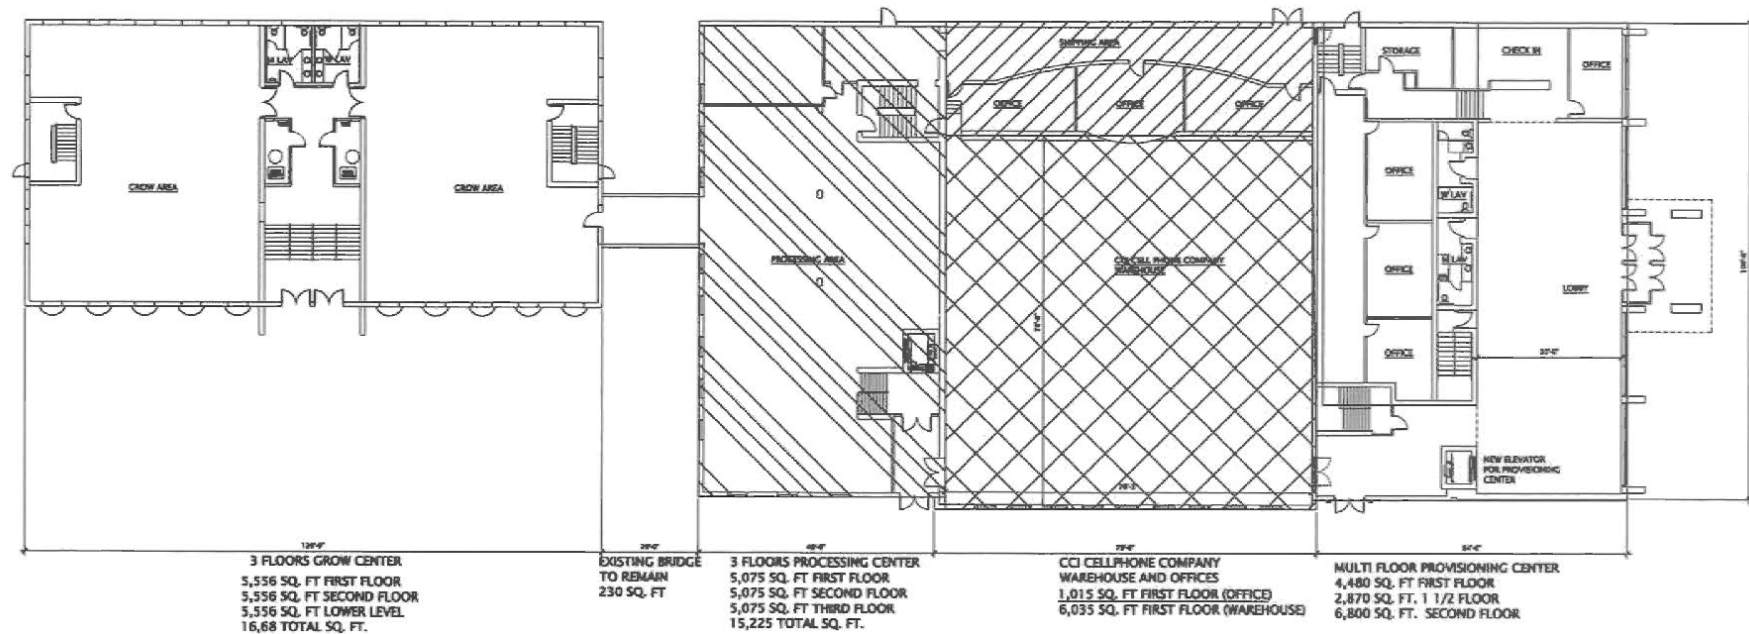 SHIPPING AREA
STORAGE
CHECK IN
OFFICE
M LAV
W LAV
OFFICE
OFFICE
OFFICE
GROW AREA
GROW AREA
OFFICE
W LAV
PROCESSING AREA
CCI CELL PHONE COMPANY
WAREHOUSE
OFFICE
M LAV
LOBBY
OFFICE
NEW ELEVATOR
FOR PROVISIONING
CENTER
3 FLOORS GROW CENTER
5,556 SQ. FT FIRST FLOOR
5,556 SQ. FT SECOND FLOOR
5,556 SQ. FT LOWER LEVEL
16,68 TOTAL SQ. FT.
EXISTING BRIDGE
TO REMAIN
230 SQ. FT
3 FLOORS PROCESSING CENTER
5,075 SQ. FT FIRST FLOOR
5,075 SQ. FT SECOND FLOOR
5,075 SQ. FT THIRD FLOOR
15,225 TOTAL SQ. FT.
CCI CELLPHONE COMPANY
WAREHOUSE AND OFFICES
1,015 SQ. FT FIRST FLOOR (OFFICE)
6,035 SQ. FT FIRST FLOOR (WAREHOUSE)
MULTI FLOOR PROVISIONING CENTER
4,480 SQ. FT FIRST FLOOR
2,870 SQ. FT. 1 1/2 FLOOR
6,800 SQ. FT. SECOND FLOOR